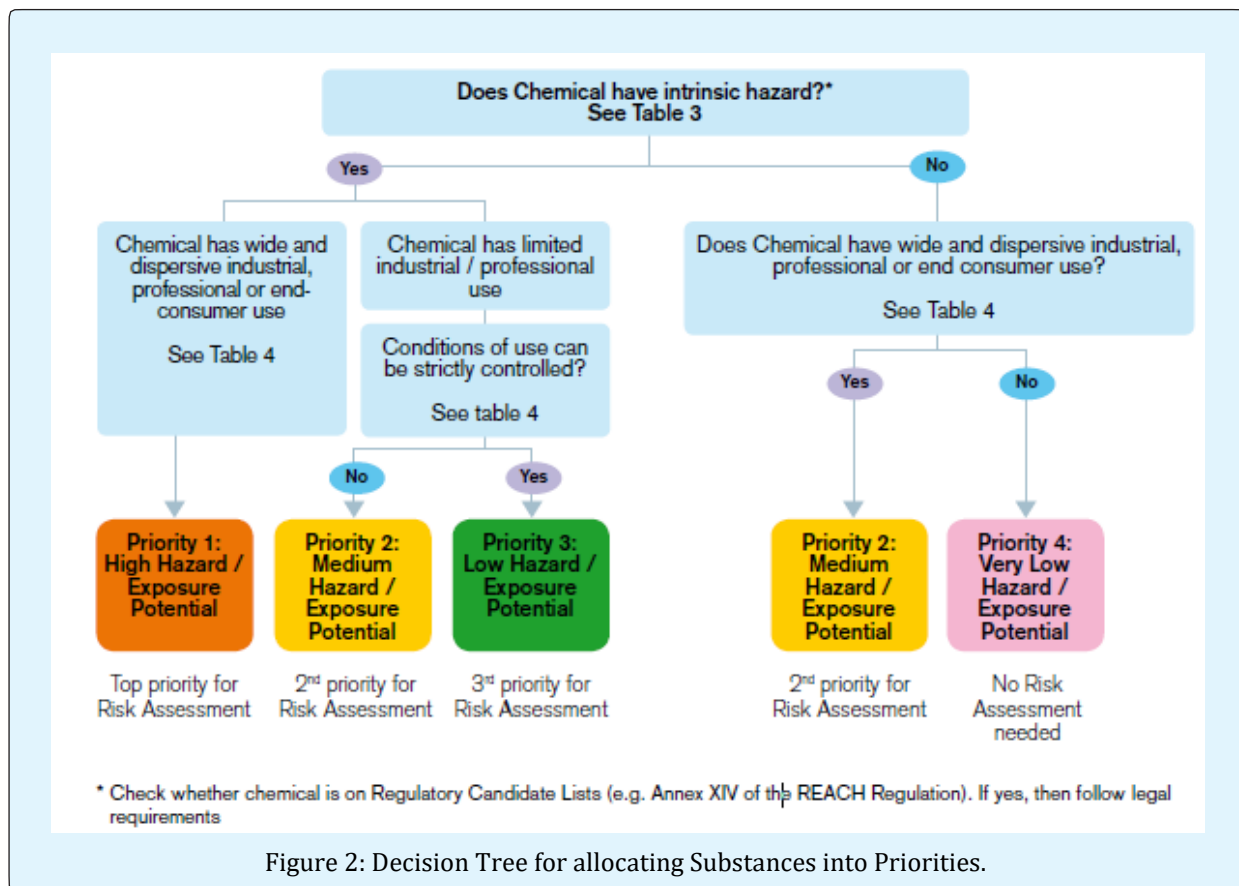 Does Chemical have intrinsic hazard?*
See Table 3
Yes
No
Chemical has wide and
dispersive industrial,
professional or end-
consumer use
See Table 4
Chemical has limited
industrial / professional
use
Conditions of use can
be strictly controlled?
See table 4
Does Chemical have wide and dispersive industrial,
professional or end consumer use?
See Table 4
No
Yes
Yes
No
Priority 1:
High Hazard /
Exposure
Potential
Priority 2:
Medium
Hazard /
Exposure
Potential
Priority 3:
Low Hazard /
Exposure
Potential
Priority 2:
Medium
Hazard /
Exposure
Potential
Priority 4:
Very Low
Hazard /
Exposure
Potential
Top priority for
Risk Assessment
2nd priority for
Risk Assessment
3rd priority for
Risk Assessment
2nd priority for
Risk Assessment
No Risk
Assessment
needed
* Check whether chemical is on Regulatory Candidate Lists (e.g. Annex XIV of the REACH Regulation). If yes, then follow legal
requirements
Figure 2: Decision Tree for allocating Substances into Priorities.